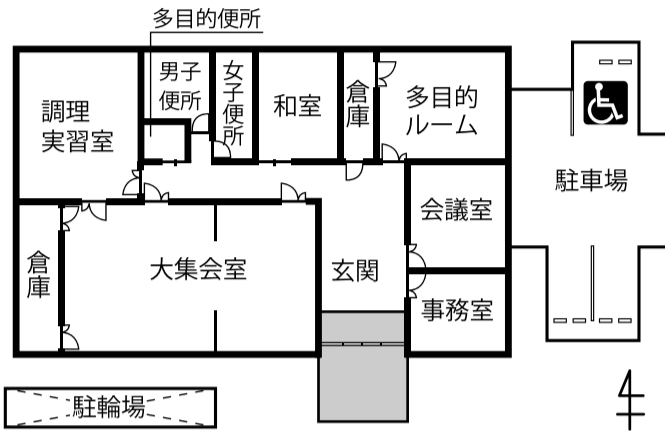 多目的便所
男子
便所
女子便所
和室
倉庫
多目的
ルーム
調理
実習室
駐車場
会議室
倉庫
大集会室
玄関
事務室
駐輪場